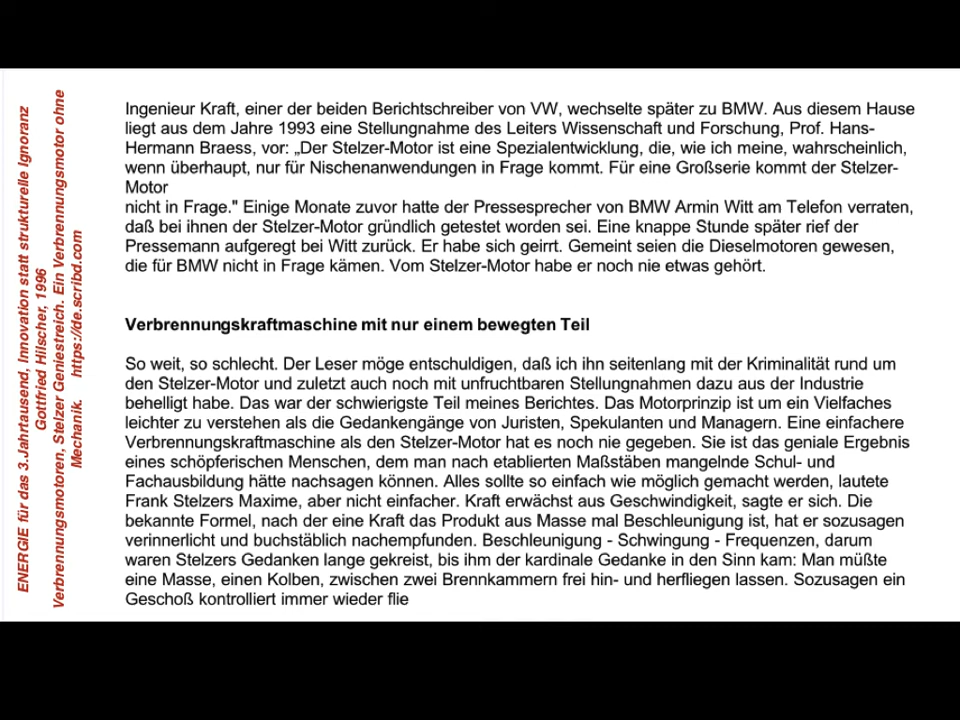 ENERGIE für das 3.Jahrtausend, Innovation statt strukturelle Ignoranz
Gottfried Hilscher, 1996
Verbrennungsmotoren, Stelzer Geniestreich. Ein Verbrennungsmotor ohne
Mechanik. https://de.scribd.com
Ingenieur Kraft, einer der beiden Berichtschreiber von VW, wechselte später zu BMW. Aus diesem Hause
liegt aus dem Jahre 1993 eine Stellungnahme des Leiters Wissenschaft und Forschung, Prof. Hans-
Hermann Braess, vor: „Der Stelzer-Motor ist eine Spezialentwicklung, die, wie ich meine, wahrscheinlich,
wenn überhaupt, nur für Nischenanwendungen in Frage kommt. Für eine Großserie kommt der Stelzer-
Motor
nicht in Frage." Einige Monate zuvor hatte der Pressesprecher von BMW Armin Witt am Telefon verraten,
daß bei ihnen der Stelzer-Motor gründlich getestet worden sei. Eine knappe Stunde später rief der
Pressemann aufgeregt bei Witt zurück. Er habe sich geirrt. Gemeint seien die Dieselmotoren gewesen,
die für BMW nicht in Frage kämen. Vom Stelzer-Motor habe er noch nie etwas gehört.
Verbrennungskraftmaschine mit nur einem bewegten Teil
So weit, so schlecht. Der Leser möge entschuldigen, daß ich ihn seitenlang mit der Kriminalität rund um
den Stelzer-Motor und zuletzt auch noch mit unfruchtbaren Stellungnahmen dazu aus der Industrie
behelligt habe. Das war der schwierigste Teil meines Berichtes. Das Motorprinzip ist um ein Vielfaches
leichter zu verstehen als die Gedankengänge von Juristen, Spekulanten und Managern. Eine einfachere
Verbrennungskraftmaschine als den Stelzer-Motor hat es noch nie gegeben. Sie ist das geniale Ergebnis
eines schöpferischen Menschen, dem man nach etablierten Maßstäben mangelnde Schul- und
Fachausbildung hätte nachsagen können. Alles sollte so einfach wie möglich gemacht werden, lautete
Frank Stelzers Maxime, aber nicht einfacher. Kraft erwächst aus Geschwindigkeit, sagte er sich. Die
bekannte Formel, nach der eine Kraft das Produkt aus Masse mal Beschleunigung ist, hat er sozusagen
verinnerlicht und buchstäblich nachempfunden. Beschleunigung - Schwingung - Frequenzen, darum
waren Stelzers Gedanken lange gekreist, bis ihm der kardinale Gedanke in den Sinn kam: Man müßte
eine Masse, einen Kolben, zwischen zwei Brennkammern frei hin- und herfliegen lassen. Sozusagen ein
Geschoß kontrolliert immer wieder flie